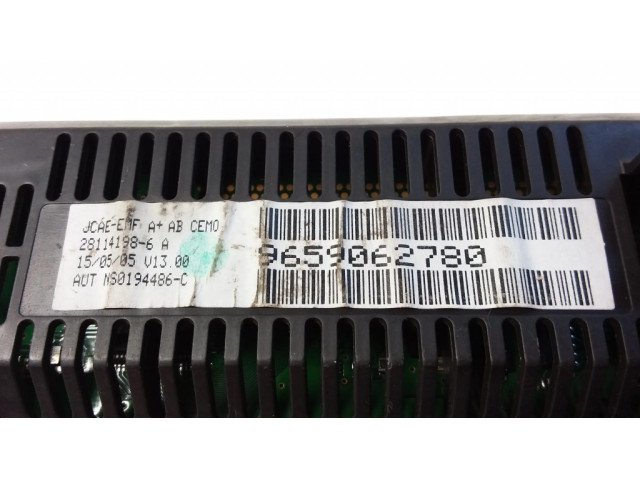 JCAE-EMF A+ AB CEMO
28114198-6 A
15/05/05 V13.00
AUT NS0194486-C
9659062780